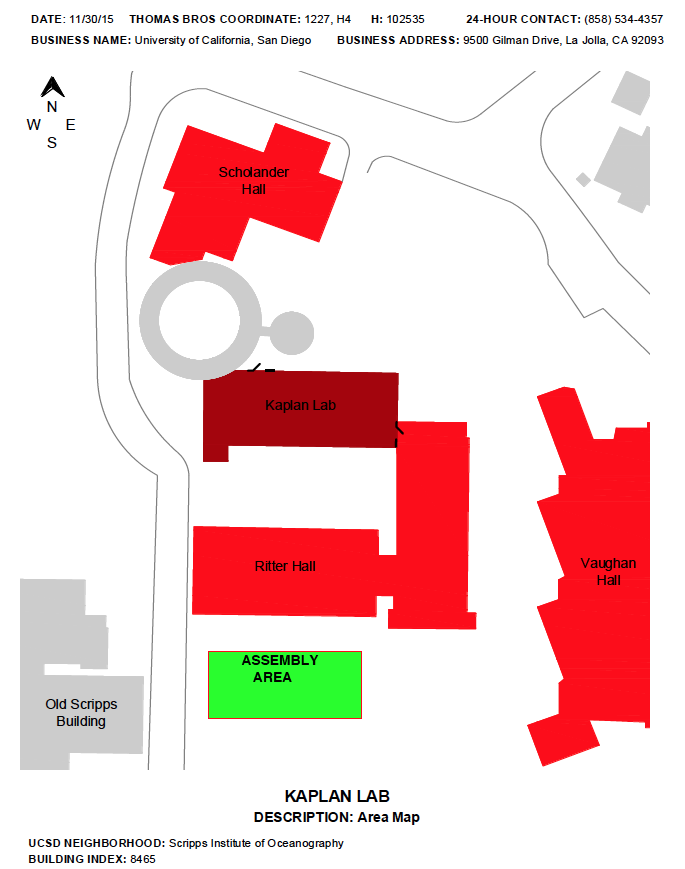 DATE: 11/30/15 THOMAS BROS COORDINATE: 1227, H4 H: 102535 24-HOUR CONTACT: (858) 534-4357
BUSINESS NAME: University of California, San Diego BUSINESS ADDRESS: 9500 Gilman Drive, La Jolla, CA 92093
N
W E
S
Scholander
Hall
Kaplan Lab
Ritter Hall
Vaughan
Hall
ASSEMBLY
AREA
Old Scripps
Building
KAPLAN LAB
DESCRIPTION: Area Map
UCSD NEIGHBORHOOD: Scripps Institute of Oceanography
BUILDING INDEX: 8465